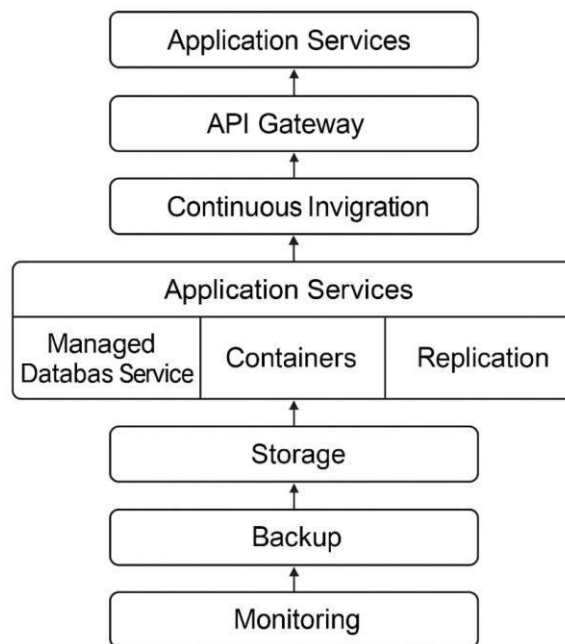 Application Services
API Gateway
Continuous Invigration
Application Services
Managed
Databas Service
Containers
Replication
Storage
Backup
Monitoring